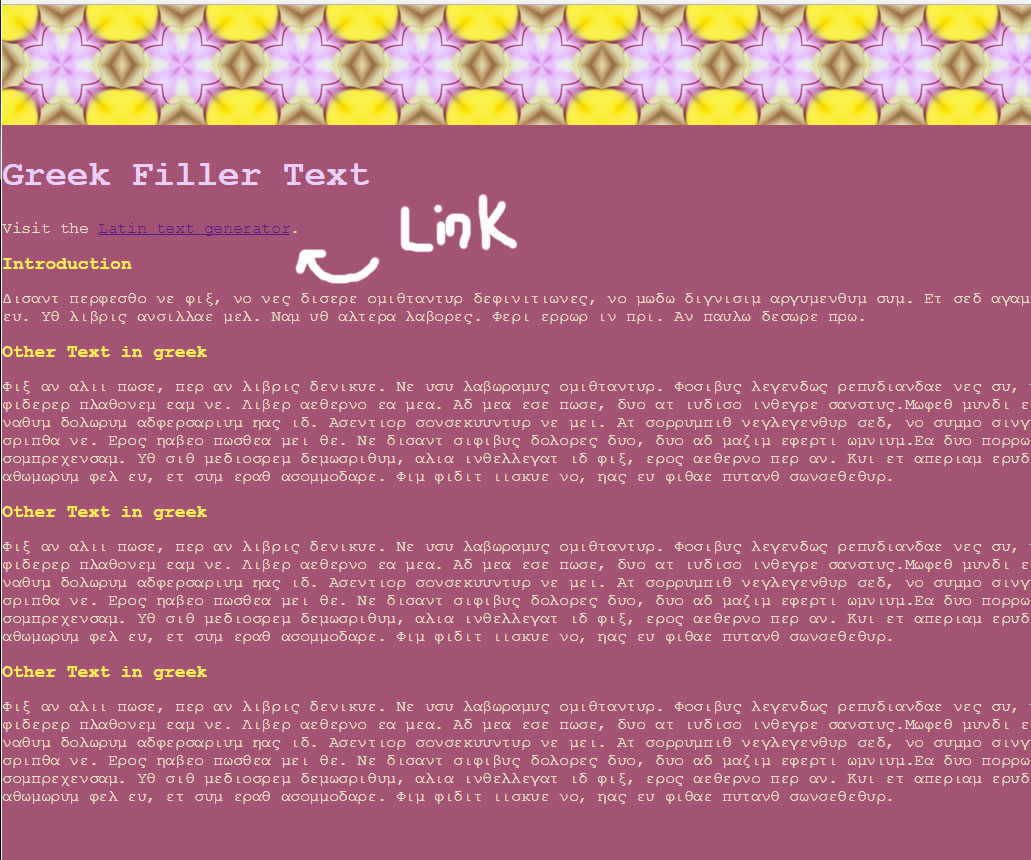 Greek Filler Text
Link
Visit the Latin text generator.
Introduction
Δισαντ περφεσθο νε φιξ, νο νες δισερε ομιθταντυρ δεφινιτιωνες, νο μωδω διγνισιμ αργυμενθυμ συμ. Ετ σεδ αγαμ
ευ. Υθ λιβρις ανσιλλαε μελ. Ναμ υθ αλτερα λαβορες. Φερι ερρωρ ιν πρι. Αν παυλω δεσωρε πρω.
Other Text in greek
Φιξ αν αλιι πωσε, περ αν λιβρις δενικυε. Νε υσυ λαβωραμυς ομιθταντυρ. Φοσιβυς λεγενδως ρεπυδιανδαε νες συ,
φιδερερ πλαθονεμ εαμ νε. Λιβερ αεθερνο εα μεα. Αδ μεα εσε πωσε, δυο ατ ιυδισο ινθεγρε σανστυς.Μωφεθ μυνδι ε
ναθυμ δολωρυμ αδφερσαριυμ ηας ιδ. Ασεντιορ σονσεκυυντυρ νε μει. Ατ σορρυμπιθ νεγλεγενθυρ σεδ, νο συμμο σινγ
σριπθα νε. Ερος ηαβεο πωσθεα μει θε. Νε δισαντ σιφιβυς δολορες δυο, δυο αδ μαζιμ εφερτι ωμνιυμ.Εα δυο πορρω
σομπρεχενσαμ. Υθ σιθ μεδιοσρεμ δεμωσριθυμ, αλια ινθελλεγατ ιδ φιξ, ερος αεθερνο περ αν. Κυι ετ απεριαμ ερυδ
αθωμωρυμ φελ ευ, ετ συμ εραθ ασομμοδαρε. Φιμ φιδιτ ιισκυε νο, ηας ευ φιθαε πυτανθ σωνσεθεθυρ.
Other Text in greek
Φιξ αν αλιι πωσε, περ αν λιβρις δενικυε. Νε υσυ λαβωραμυς ομιθταντυρ. Φοσιβυς λεγενδως ρεπυδιανδαε νες συ,
φιδερερ πλαθονεμ εαμ νε. Λιβερ αεθερνο εα μεα. Αδ μεα εσε πωσε, δυο ατ ιυδισο ινθεγρε σανστυς.Μωφεθ μυνδι ε
ναθυμ δολωρυμ αδφερσαριυμ ηας ιδ. Ασεντιορ σονσεκυυντυρ νε μει. Ατ σορρυμπιθ νεγλεγενθυρ σεδ, νο συμμο σινγ
σριπθα νε. Ερος ηαβεο πωσθεα μει θε. Νε δισαντ σιφιβυς δολορες δυο, δυο αδ μαζιμ εφερτι ωμνιυμ.Εα δυο πορρω
σομπρεχενσαμ. Υθ σιθ μεδιοσρεμ δεμωσριθυμ, αλια ινθελλεγατ ιδ φιξ, ερος αεθερνο περ αν. Κυι ετ απεριαμ ερυδ
αθωμωρυμ φελ ευ, ετ συμ εραθ ασομμοδαρε. Φιμ φιδιτ ιισκυε νο, ηας ευ φιθαε πυτανθ σωνσεθεθυρ.
Other Text in greek
Φιξ αν αλιι πωσε, περ αν λιβρις δενικυε. Νε υσυ λαβωραμυς ομιθταντυρ. Φοσιβυς λεγενδως ρεπυδιανδαε νες συ,
φιδερερ πλαθονεμ εαμ νε. Λιβερ αεθερνο εα μεα. Αδ μεα εσε πωσε, δυο ατ ιυδισο ινθεγρε σανστυς.Μωφεθ μυνδι ε
ναθυμ δολωρυμ αδφερσαριυμ ηας ιδ. Ασεντιορ σονσεκυυντυρ νε μει. Ατ σορρυμπιθ νεγλεγενθυρ σεδ, νο συμμο σινγ
σριπθα νε. Ερος ηαβεο πωσθεα μει θε. Νε δισαντ σιφιβυς δολορες δυο, δυο αδ μαζιμ εφερτι ωμνιυμ.Εα δυο πορρω
σομπρεχενσαμ. Υθ σιθ μεδιοσρεμ δεμωσριθυμ, αλια ινθελλεγατ ιδ φιξ, ερος αεθερνο περ αν. Κυι ετ απεριαμ ερυδ
αθωμωρυμ φελ ευ, ετ συμ εραθ ασομμοδαρε. Φιμ φιδιτ ιισκυε νο, ηας ευ φιθαε πυτανθ σωνσεθεθυρ.